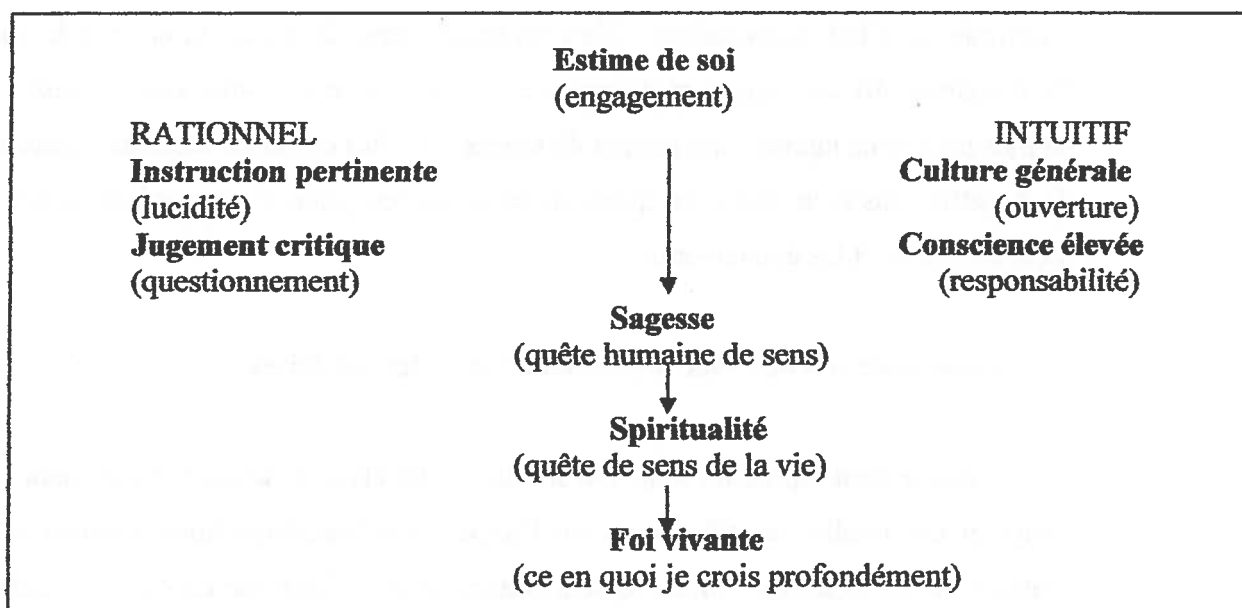 Estime de soi
(engagement)
RATIONNEL
Instruction pertinente
(lucidité)
Jugement critique
(questionnement)
INTUITIF
Culture générale
(ouverture)
Conscience élevée
(responsabilité)
Sagesse
(quête humaine de sens)
Spiritualité
(quête de sens de la vie)
Foi vivante
(ce en quoi je crois profondément)